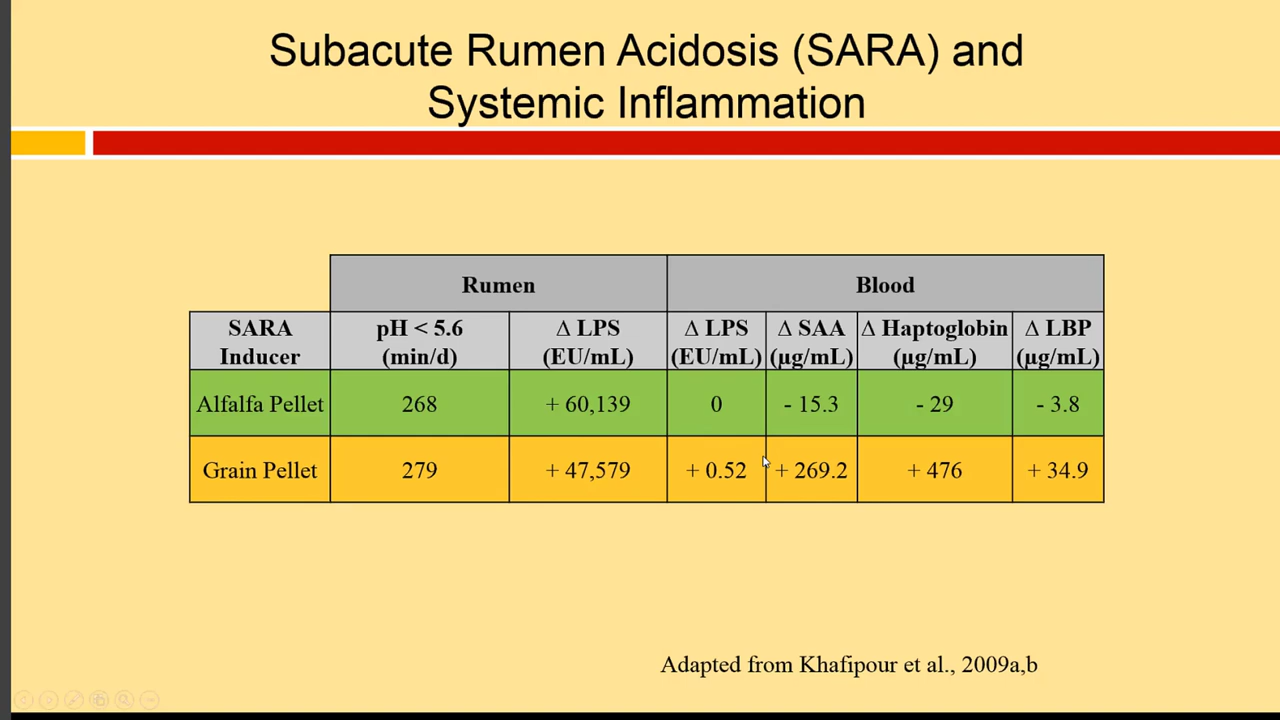 Subacute Rumen Acidosis (SARA) and
Systemic Inflammation
Rumen Blood
SARA Inducer pH < 5.6 (min/d) Δ LPS (EU/mL) Δ LPS (EU/mL) Δ SAA (µg/mL) Δ Haptoglobin (µg/mL) Δ LBP (µg/mL)
Alfalfa Pellet 268 + 60,139 0 - 15.3 - 29 - 3.8
Grain Pellet 279 + 47,579 + 0.52 + 269.2 + 476 + 34.9
Adapted from Khafipour et al., 2009a,b